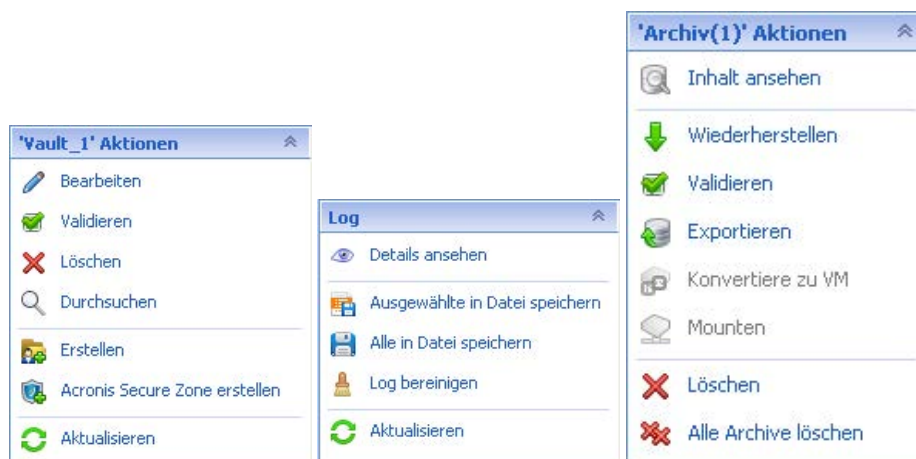 'Vault_1' Aktionen
Bearbeiten
Validieren
Löschen
Durchsuchen
Erstellen
Acronis Secure Zone erstellen
Aktualisieren
Log
Details ansehen
Ausgewählte in Datei speichern
Alle in Datei speichern
Log bereinigen
Aktualisieren
'Archiv(1)' Aktionen
Inhalt ansehen
Wiederherstellen
Validieren
Exportieren
Konvertiere zu VM
Mounten
Löschen
Alle Archive löschen